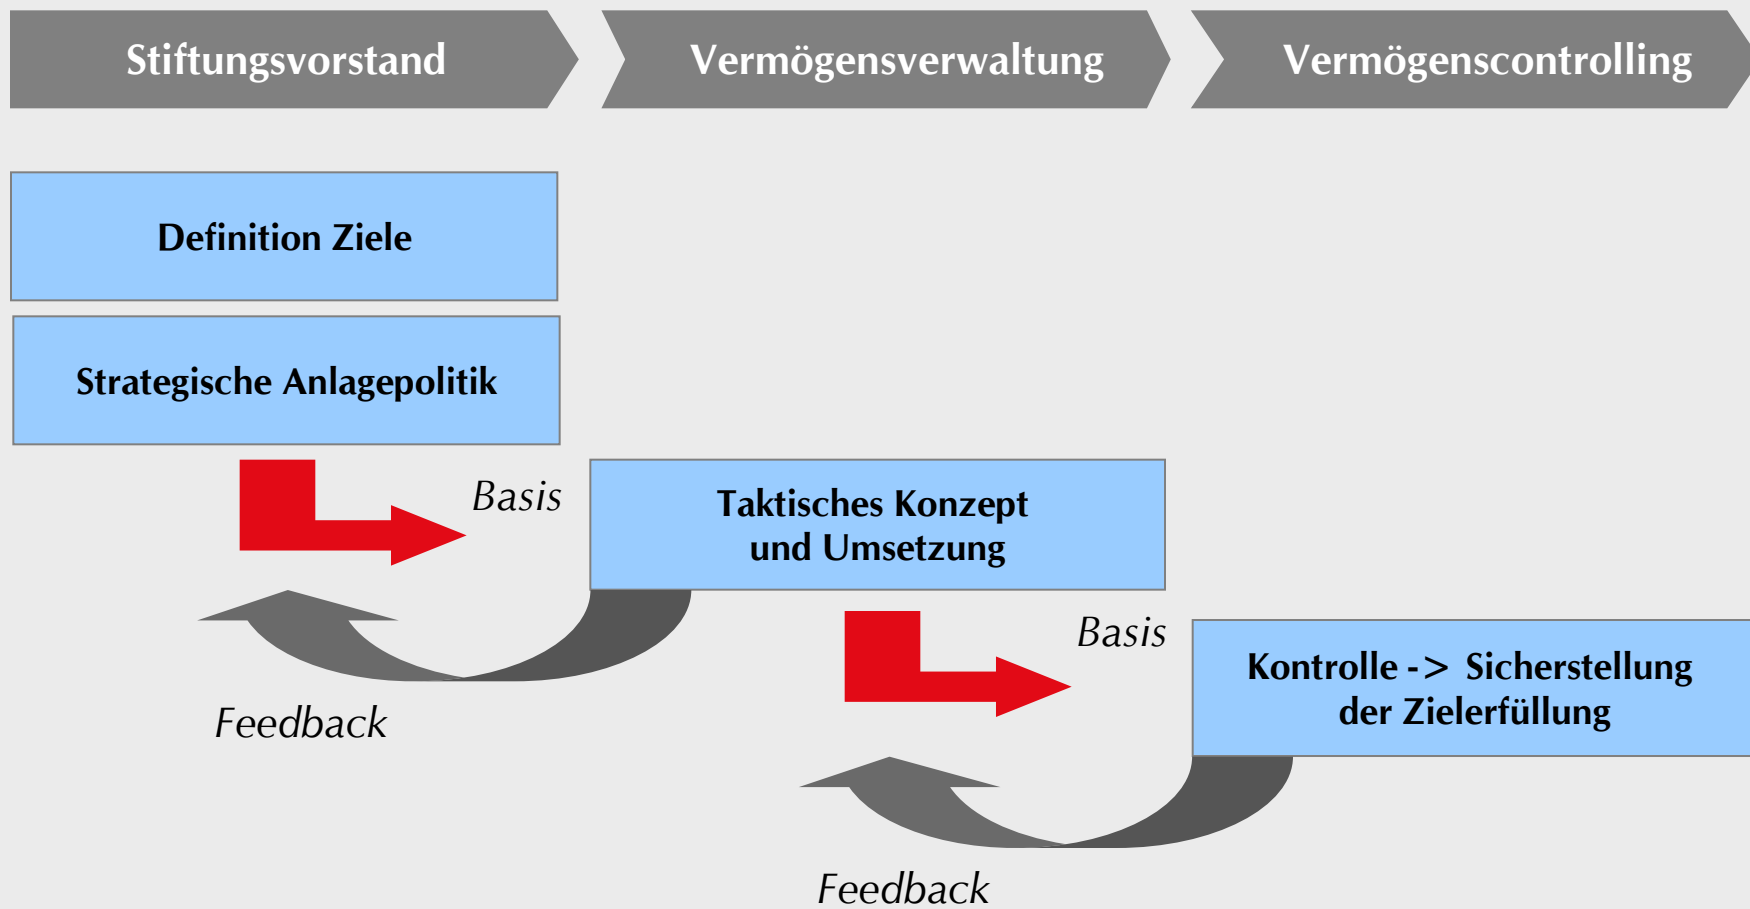 Stiftungsvorstand
Vermögensverwaltung
Vermögenscontrolling
Definition Ziele
Strategische Anlagepolitik
Basis
Taktisches Konzept
und Umsetzung
Feedback
Basis
Kontrolle -> Sicherstellung
der Zielerfüllung
Feedback